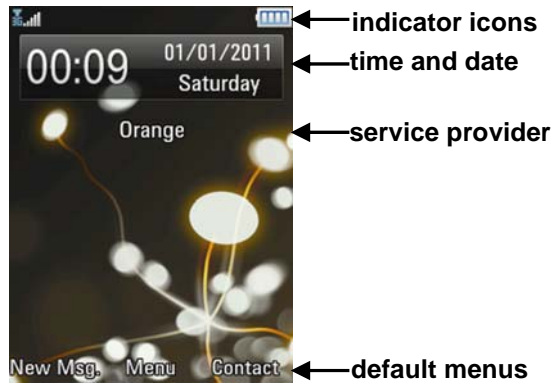 3G
indicator icons
00:09 01/01/2011
Saturday
time and date
Orange
service provider
New Msg. Menu Contact
default menus